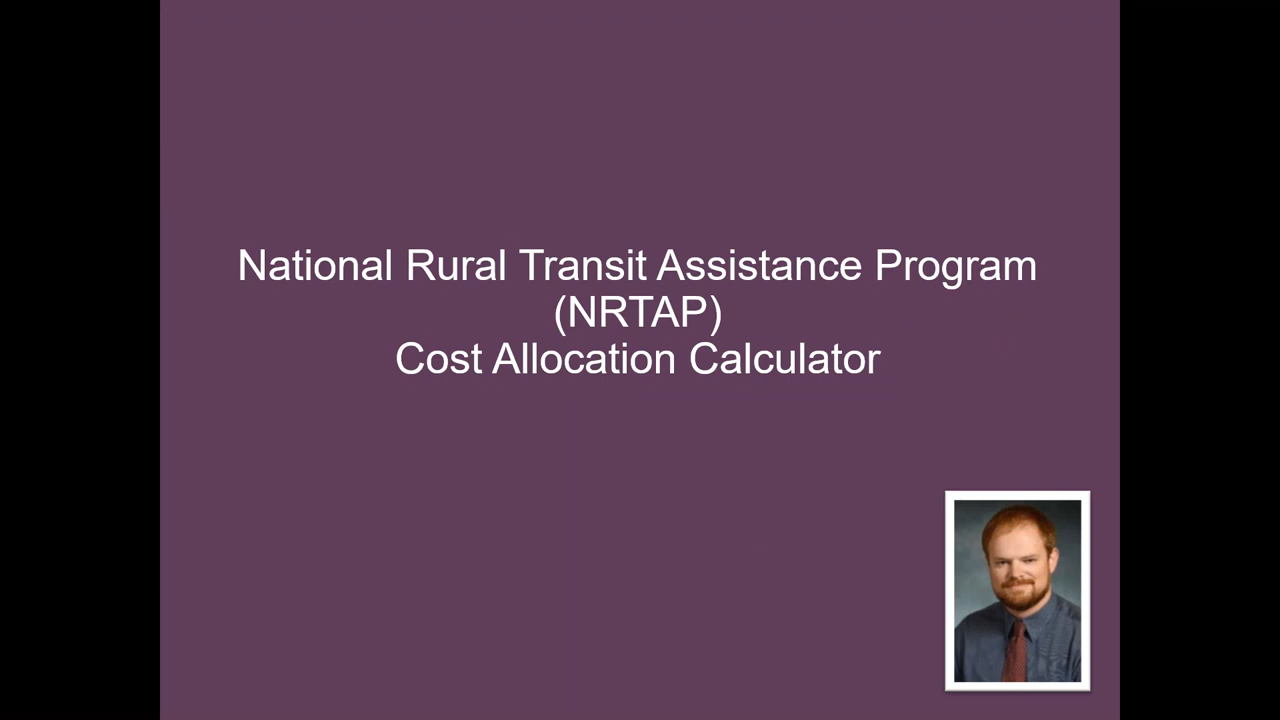 National Rural Transit Assistance Program
(NRTAP)
Cost Allocation Calculator